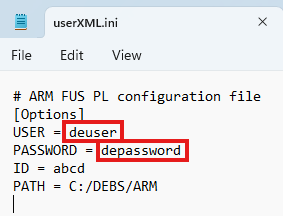 userXML.ini
File
Edit
View
# ARM FUS PL configuration file
[Options]
USER = deuser
PASSWORD = depassword
ID = abcd
PATH = C:/DEBS/ARM